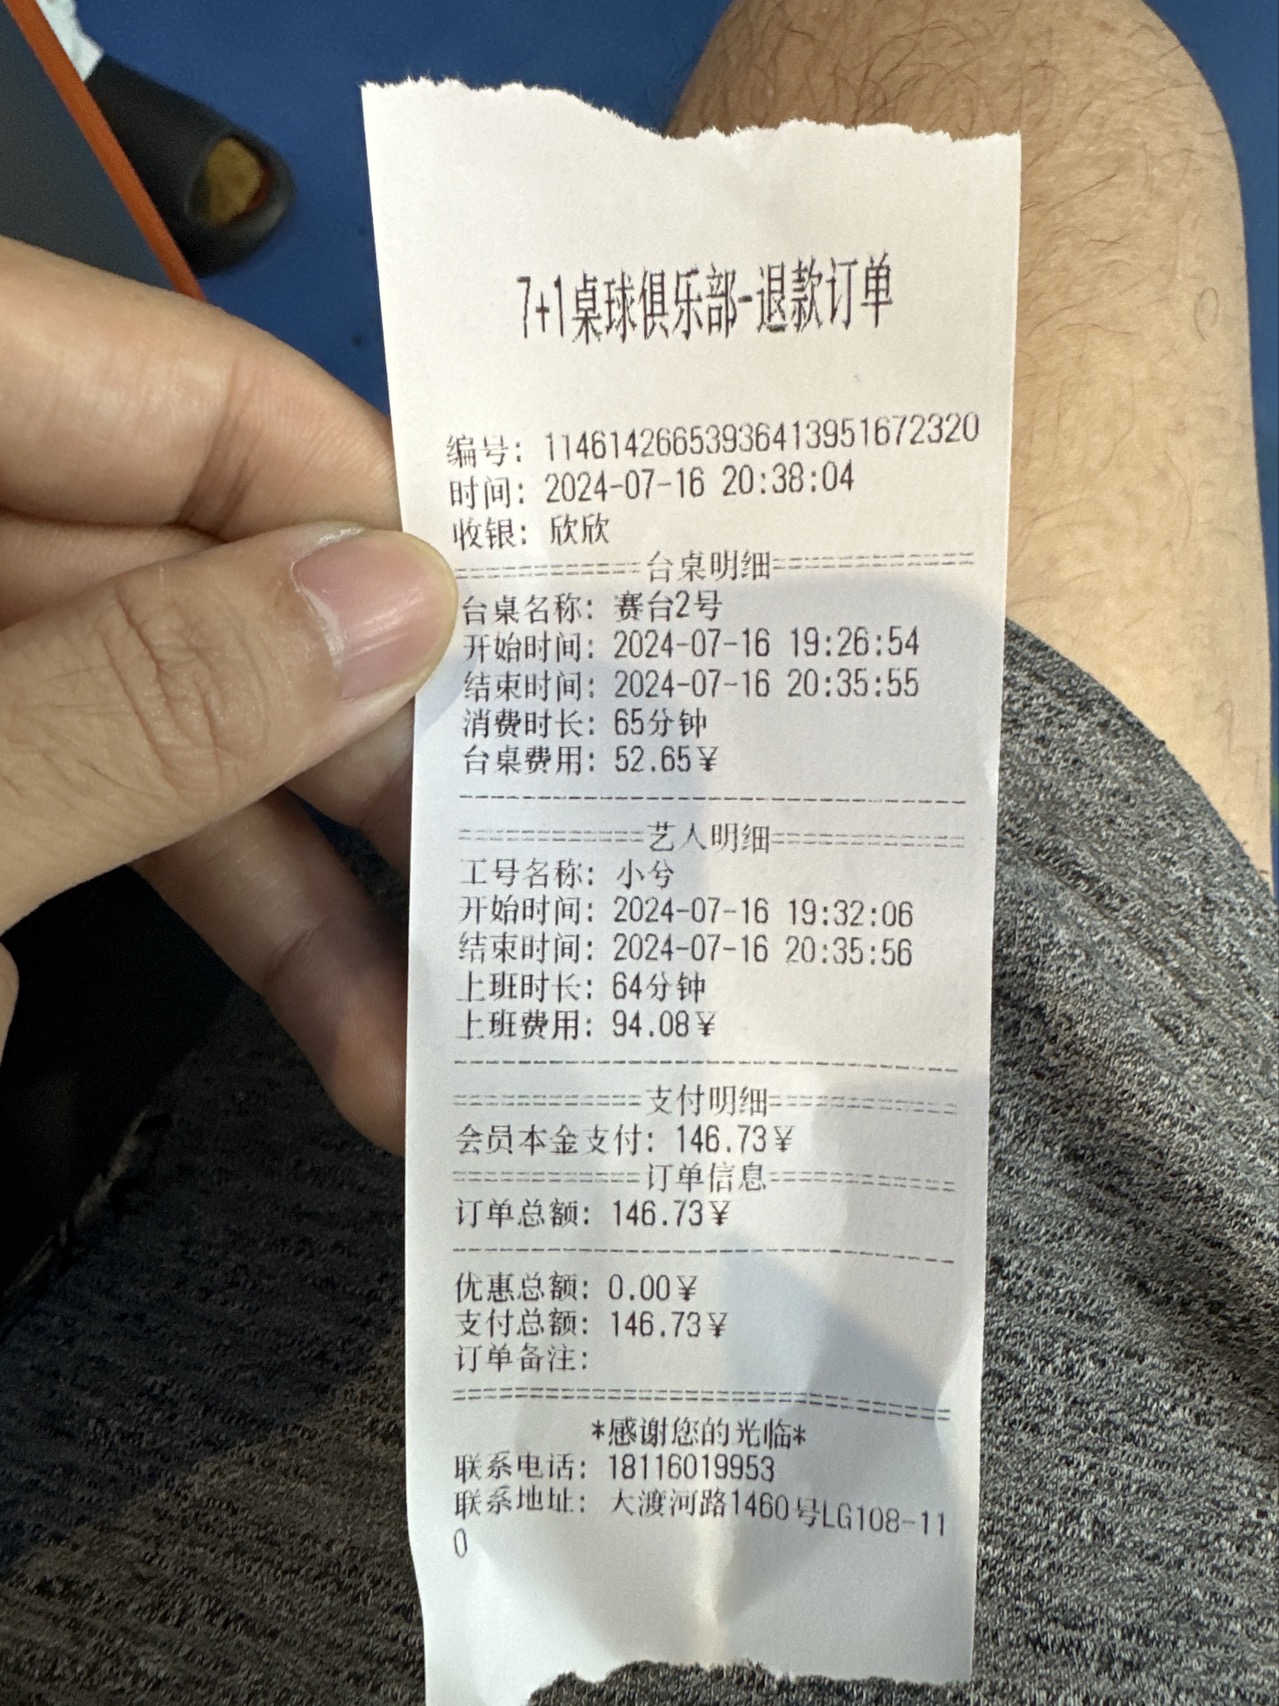 7+1桌球俱乐部-退款订单
编号: 11461426653936413951672320
时间: 2024-07-16 20:38:04
收银: 欣欣
===========台桌明细============
台桌名称: 赛台2号
开始时间: 2024-07-16 19:26:54
结束时间: 2024-07-16 20:35:55
消费时长: 65分钟
台桌费用: 52.65¥
--------------------------------
===========艺人明细============
工号名称: 小兮
开始时间: 2024-07-16 19:32:06
结束时间: 2024-07-16 20:35:56
上班时长: 64分钟
上班费用: 94.08¥
--------------------------------
===========支付明细============
会员本金支付: 146.73¥
===========订单信息============
订单总额: 146.73¥
--------------------------------
优惠总额: 0.00¥
支付总额: 146.73¥
订单备注:
================================
*感谢您的光临*
联系电话: 18116019953
联系地址: 大渡河路1460号LG108-11
0